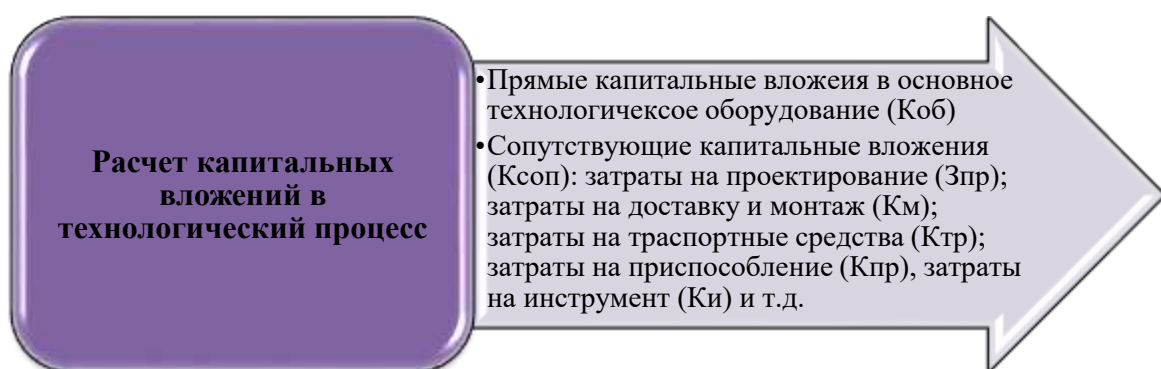 Расчет капитальных
вложений в
технологический процесс
•Прямые капитальные вложеия в основное
технологичексое оборудование (Коб)
•Сопутствующие капитальные вложения
(Ксоп): затраты на проектирование (Зпр);
затраты на доставку и монтаж (Км);
затраты на траспортные средства (Ктр);
затраты на приспособление (Кпр), затраты
на инструмент (Ки) и т.д.